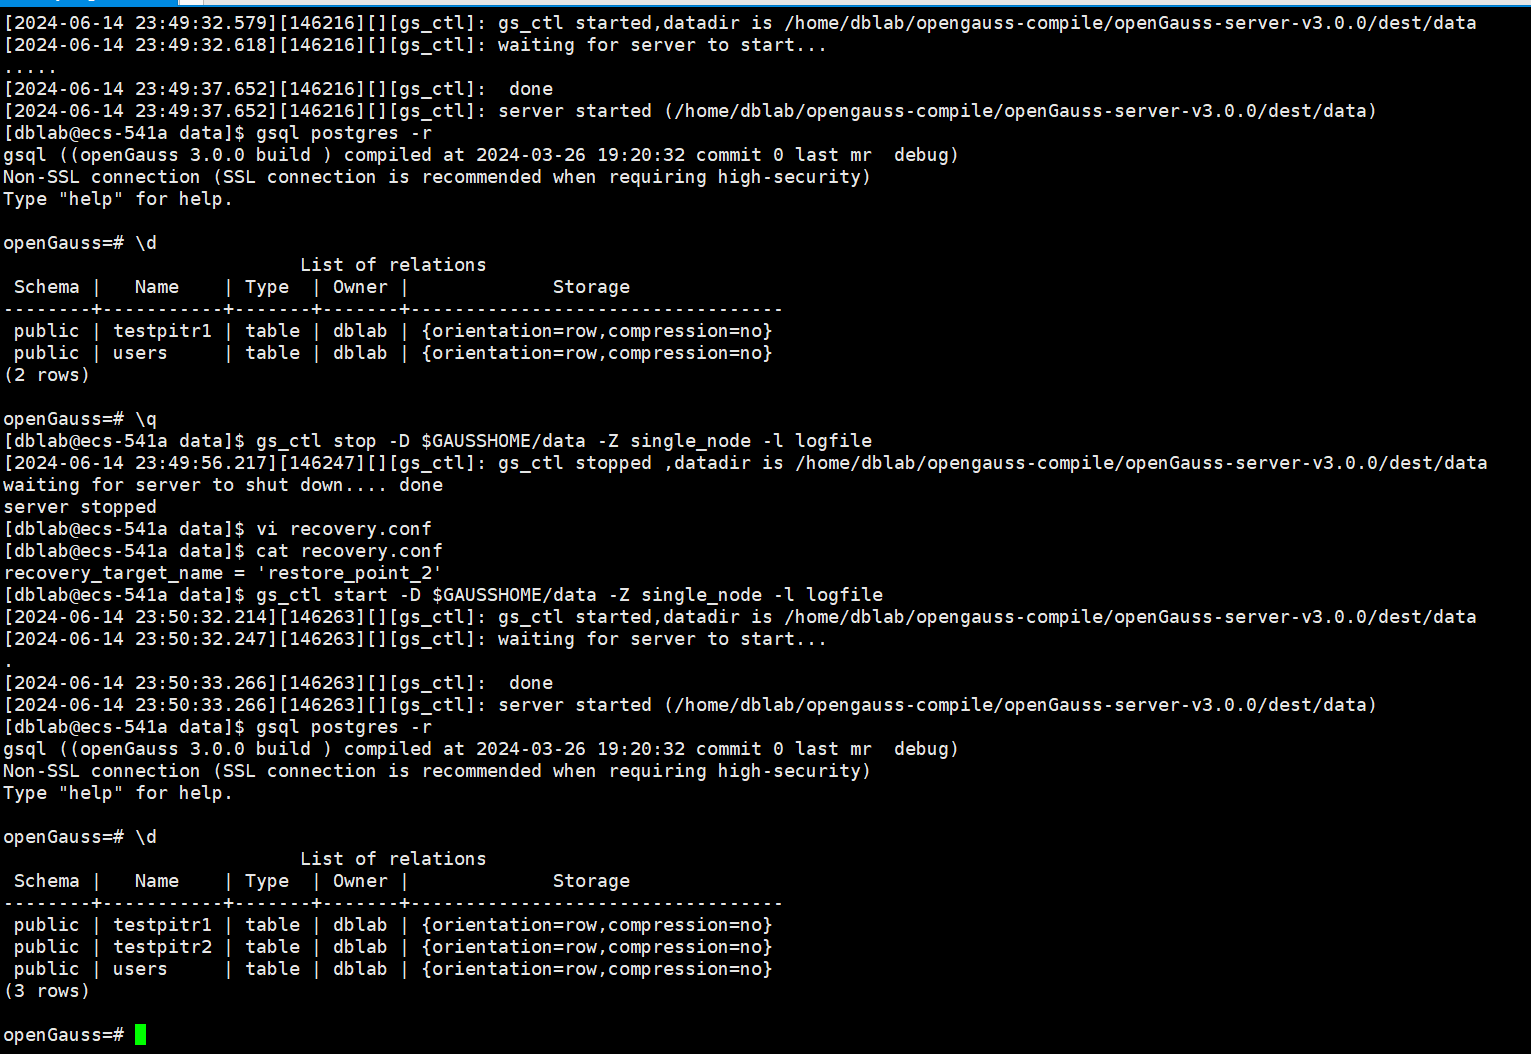 [2024-06-14 23:49:32.579][146216][][gs_ctl]: gs_ctl started,datadir is /home/dblab/opengauss-compile/openGauss-server-v3.0.0/dest/data
[2024-06-14 23:49:32.618][146216][][gs_ctl]: waiting for server to start...
.....
[2024-06-14 23:49:37.652][146216][][gs_ctl]:  done
[2024-06-14 23:49:37.652][146216][][gs_ctl]: server started (/home/dblab/opengauss-compile/openGauss-server-v3.0.0/dest/data)
[dblab@ecs-541a data]$ gsql postgres -r
gsql ((openGauss 3.0.0 build ) compiled at 2024-03-26 19:20:32 commit 0 last mr  debug)
Non-SSL connection (SSL connection is recommended when requiring high-security)
Type "help" for help.

openGauss=# \d
                           List of relations
 Schema |   Name    | Type  | Owner |             Storage
--------+-----------+-------+-------+----------------------------------
 public | testpitr1 | table | dblab | {orientation=row,compression=no}
 public | users     | table | dblab | {orientation=row,compression=no}
(2 rows)

openGauss=# \q
[dblab@ecs-541a data]$ gs_ctl stop -D $GAUSSHOME/data -Z single_node -l logfile
[2024-06-14 23:49:56.217][146247][][gs_ctl]: gs_ctl stopped ,datadir is /home/dblab/opengauss-compile/openGauss-server-v3.0.0/dest/data
waiting for server to shut down.... done
server stopped
[dblab@ecs-541a data]$ vi recovery.conf
[dblab@ecs-541a data]$ cat recovery.conf
recovery_target_name = 'restore_point_2'
[dblab@ecs-541a data]$ gs_ctl start -D $GAUSSHOME/data -Z single_node -l logfile
[2024-06-14 23:50:32.214][146263][][gs_ctl]: gs_ctl started,datadir is /home/dblab/opengauss-compile/openGauss-server-v3.0.0/dest/data
[2024-06-14 23:50:32.247][146263][][gs_ctl]: waiting for server to start...
.
[2024-06-14 23:50:33.266][146263][][gs_ctl]:  done
[2024-06-14 23:50:33.266][146263][][gs_ctl]: server started (/home/dblab/opengauss-compile/openGauss-server-v3.0.0/dest/data)
[dblab@ecs-541a data]$ gsql postgres -r
gsql ((openGauss 3.0.0 build ) compiled at 2024-03-26 19:20:32 commit 0 last mr  debug)
Non-SSL connection (SSL connection is recommended when requiring high-security)
Type "help" for help.

openGauss=# \d
                           List of relations
 Schema |   Name    | Type  | Owner |             Storage
--------+-----------+-------+-------+----------------------------------
 public | testpitr1 | table | dblab | {orientation=row,compression=no}
 public | testpitr2 | table | dblab | {orientation=row,compression=no}
 public | users     | table | dblab | {orientation=row,compression=no}
(3 rows)

openGauss=#